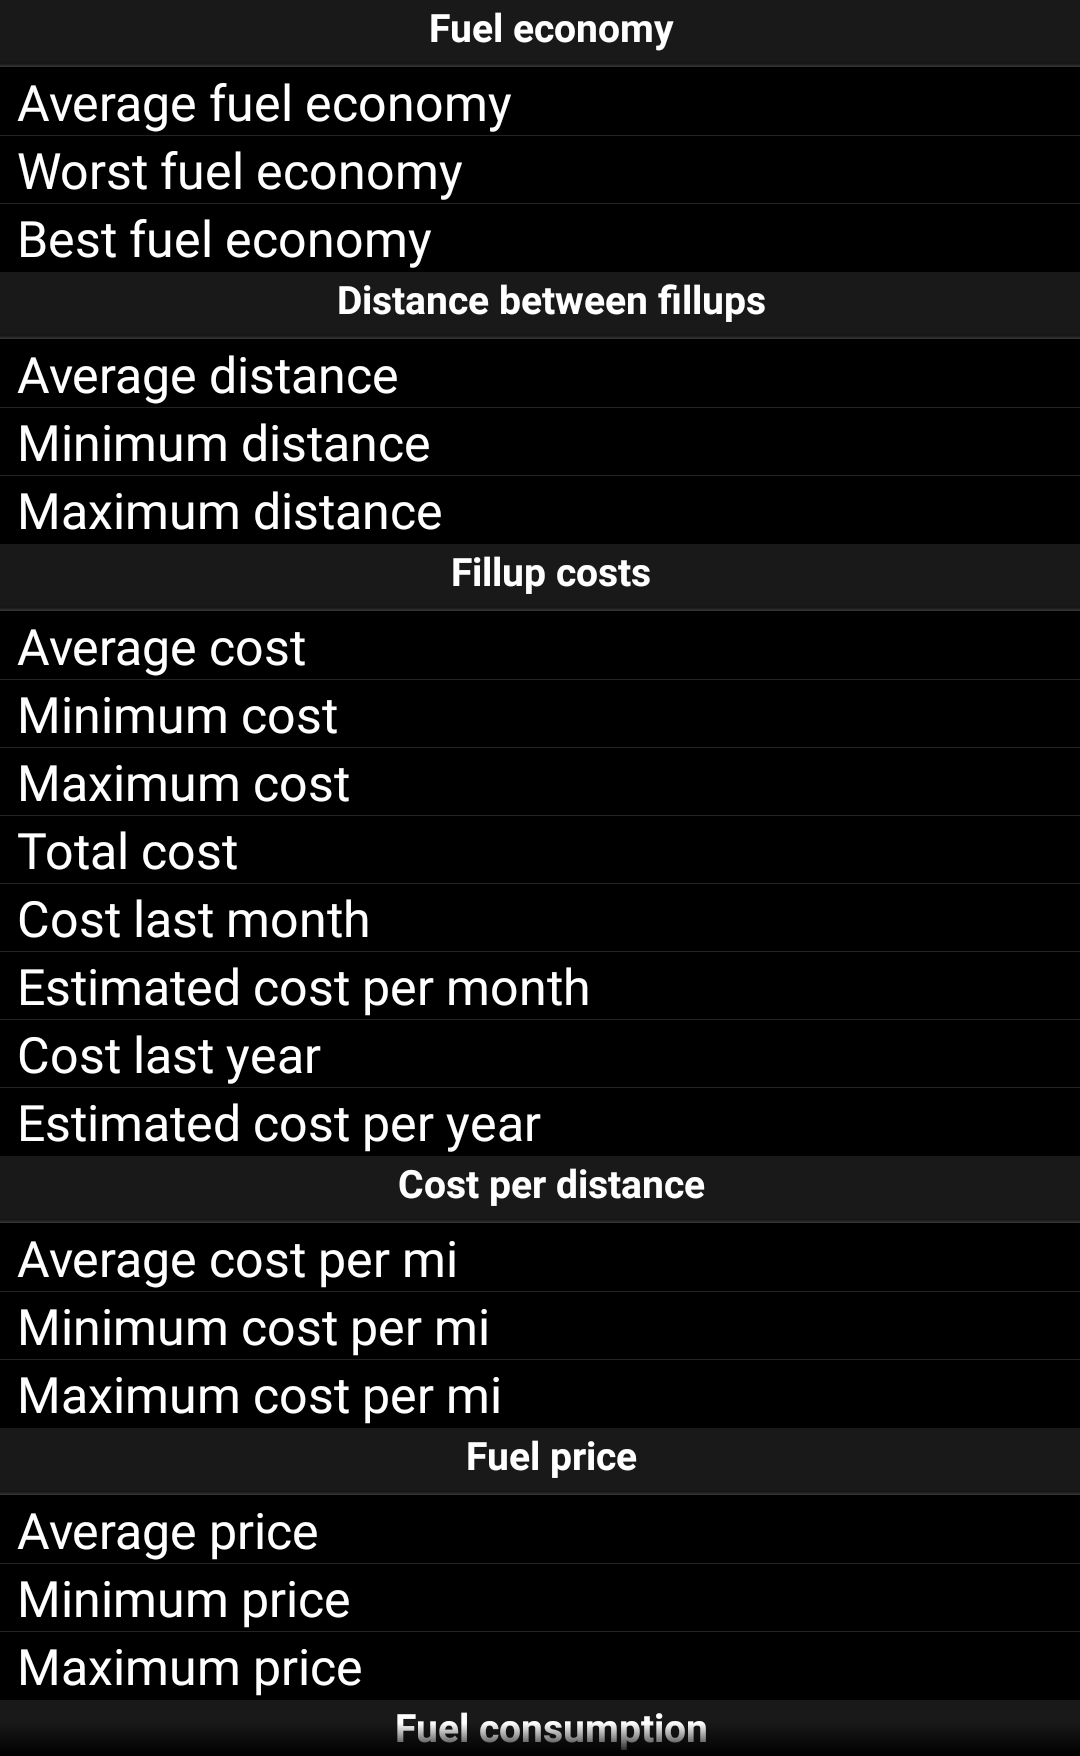 Fuel economy
Average fuel economy
Worst fuel economy
Best fuel economy
Distance between fillups
Average distance
Minimum distance
Maximum distance
Fillup costs
Average cost
Minimum cost
Maximum cost
Total cost
Cost last month
Estimated cost per month
Cost last year
Estimated cost per year
Cost per distance
Average cost per mi
Minimum cost per mi
Maximum cost per mi
Fuel price
Average price
Minimum price
Maximum price
Fuel consumption